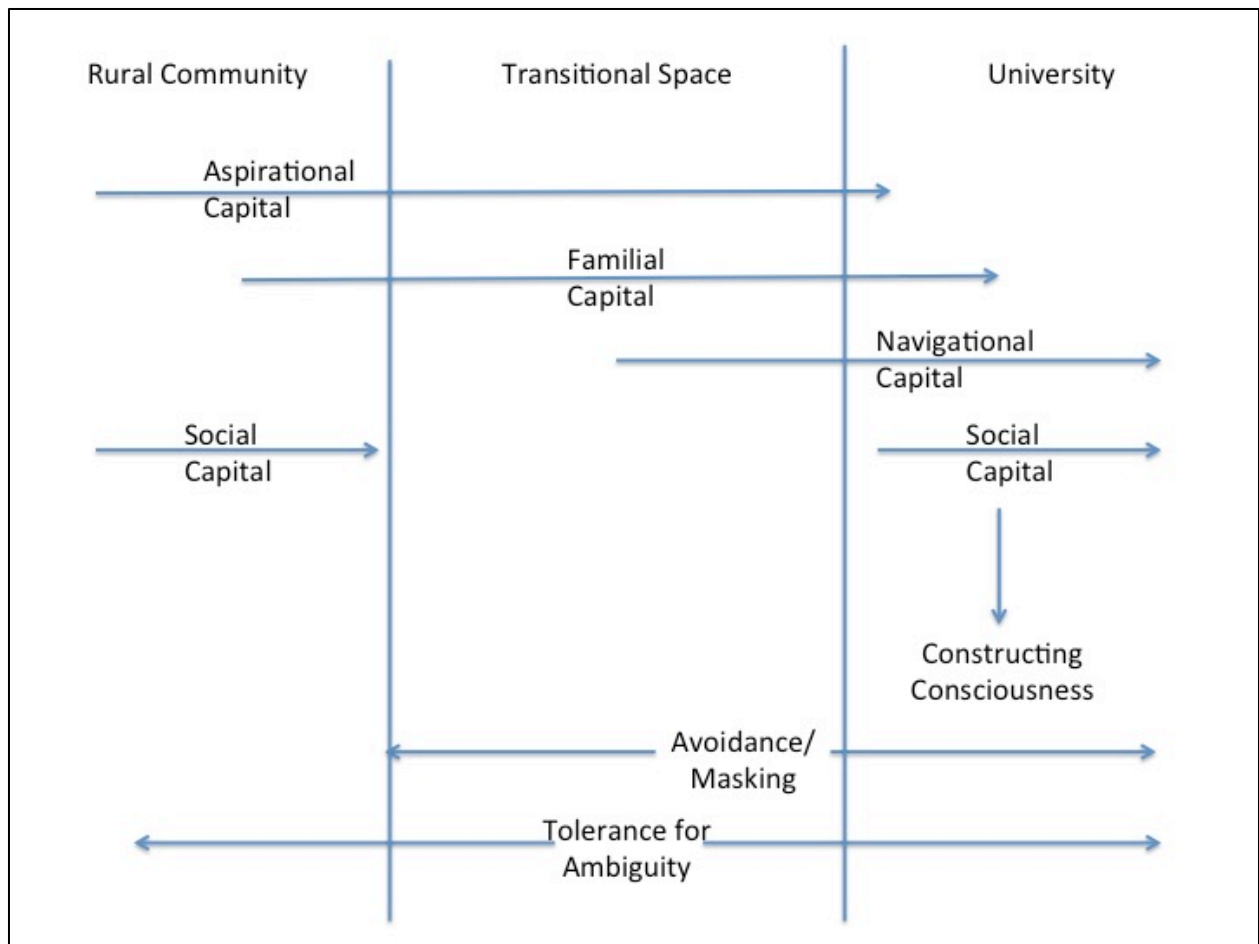 Rural Community
Transitional Space
University
Aspirational
Capital
Familial
Capital
Navigational
Capital
Social
Capital
Social
Capital
Constructing
Consciousness
Avoidance/
Masking
Tolerance for
Ambiguity